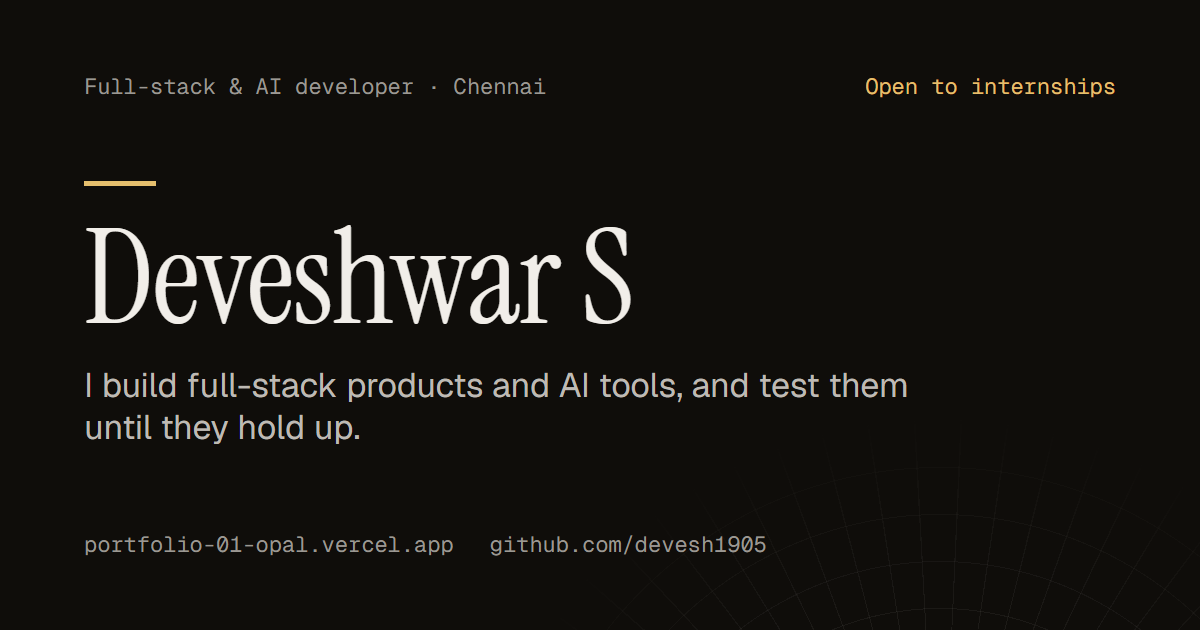 Full-stack & AI developer · Chennai
Open to internships
Deveshwar S
I build full-stack products and AI tools, and test them
until they hold up.
portfolio-01-opal.vercel.app
github.com/devesh1905